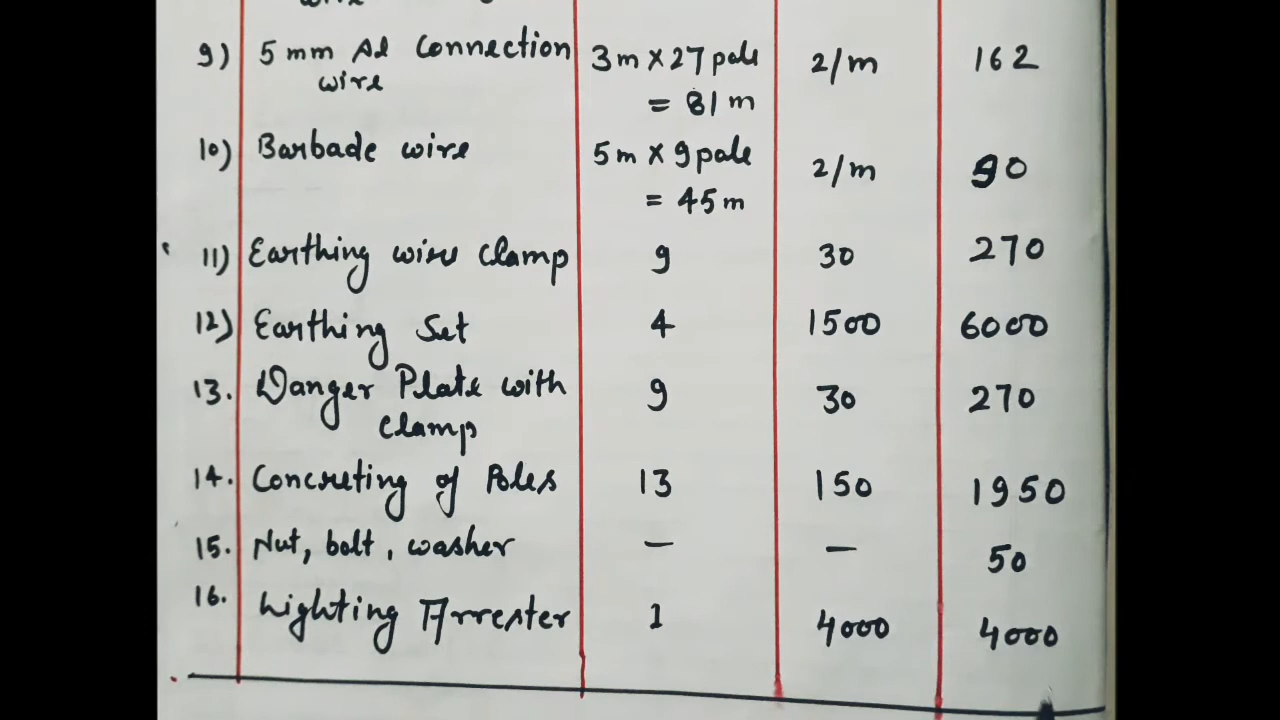 9) 5 mm Al Connection wire 3m × 27 pole = 81 m 2/m 162
10) Barbade wire 5m × 9 pole = 45 m 2/m 90
11) Earthing wire Clamp 9 30 270
12) Earthing Set 4 1500 6000
13. Danger Plate with Clamp 9 30 270
14. Concreting of Poles 13 150 1950
15. Nut, bolt, washer — — 50
16. Lighting Arrester 1 4000 4000